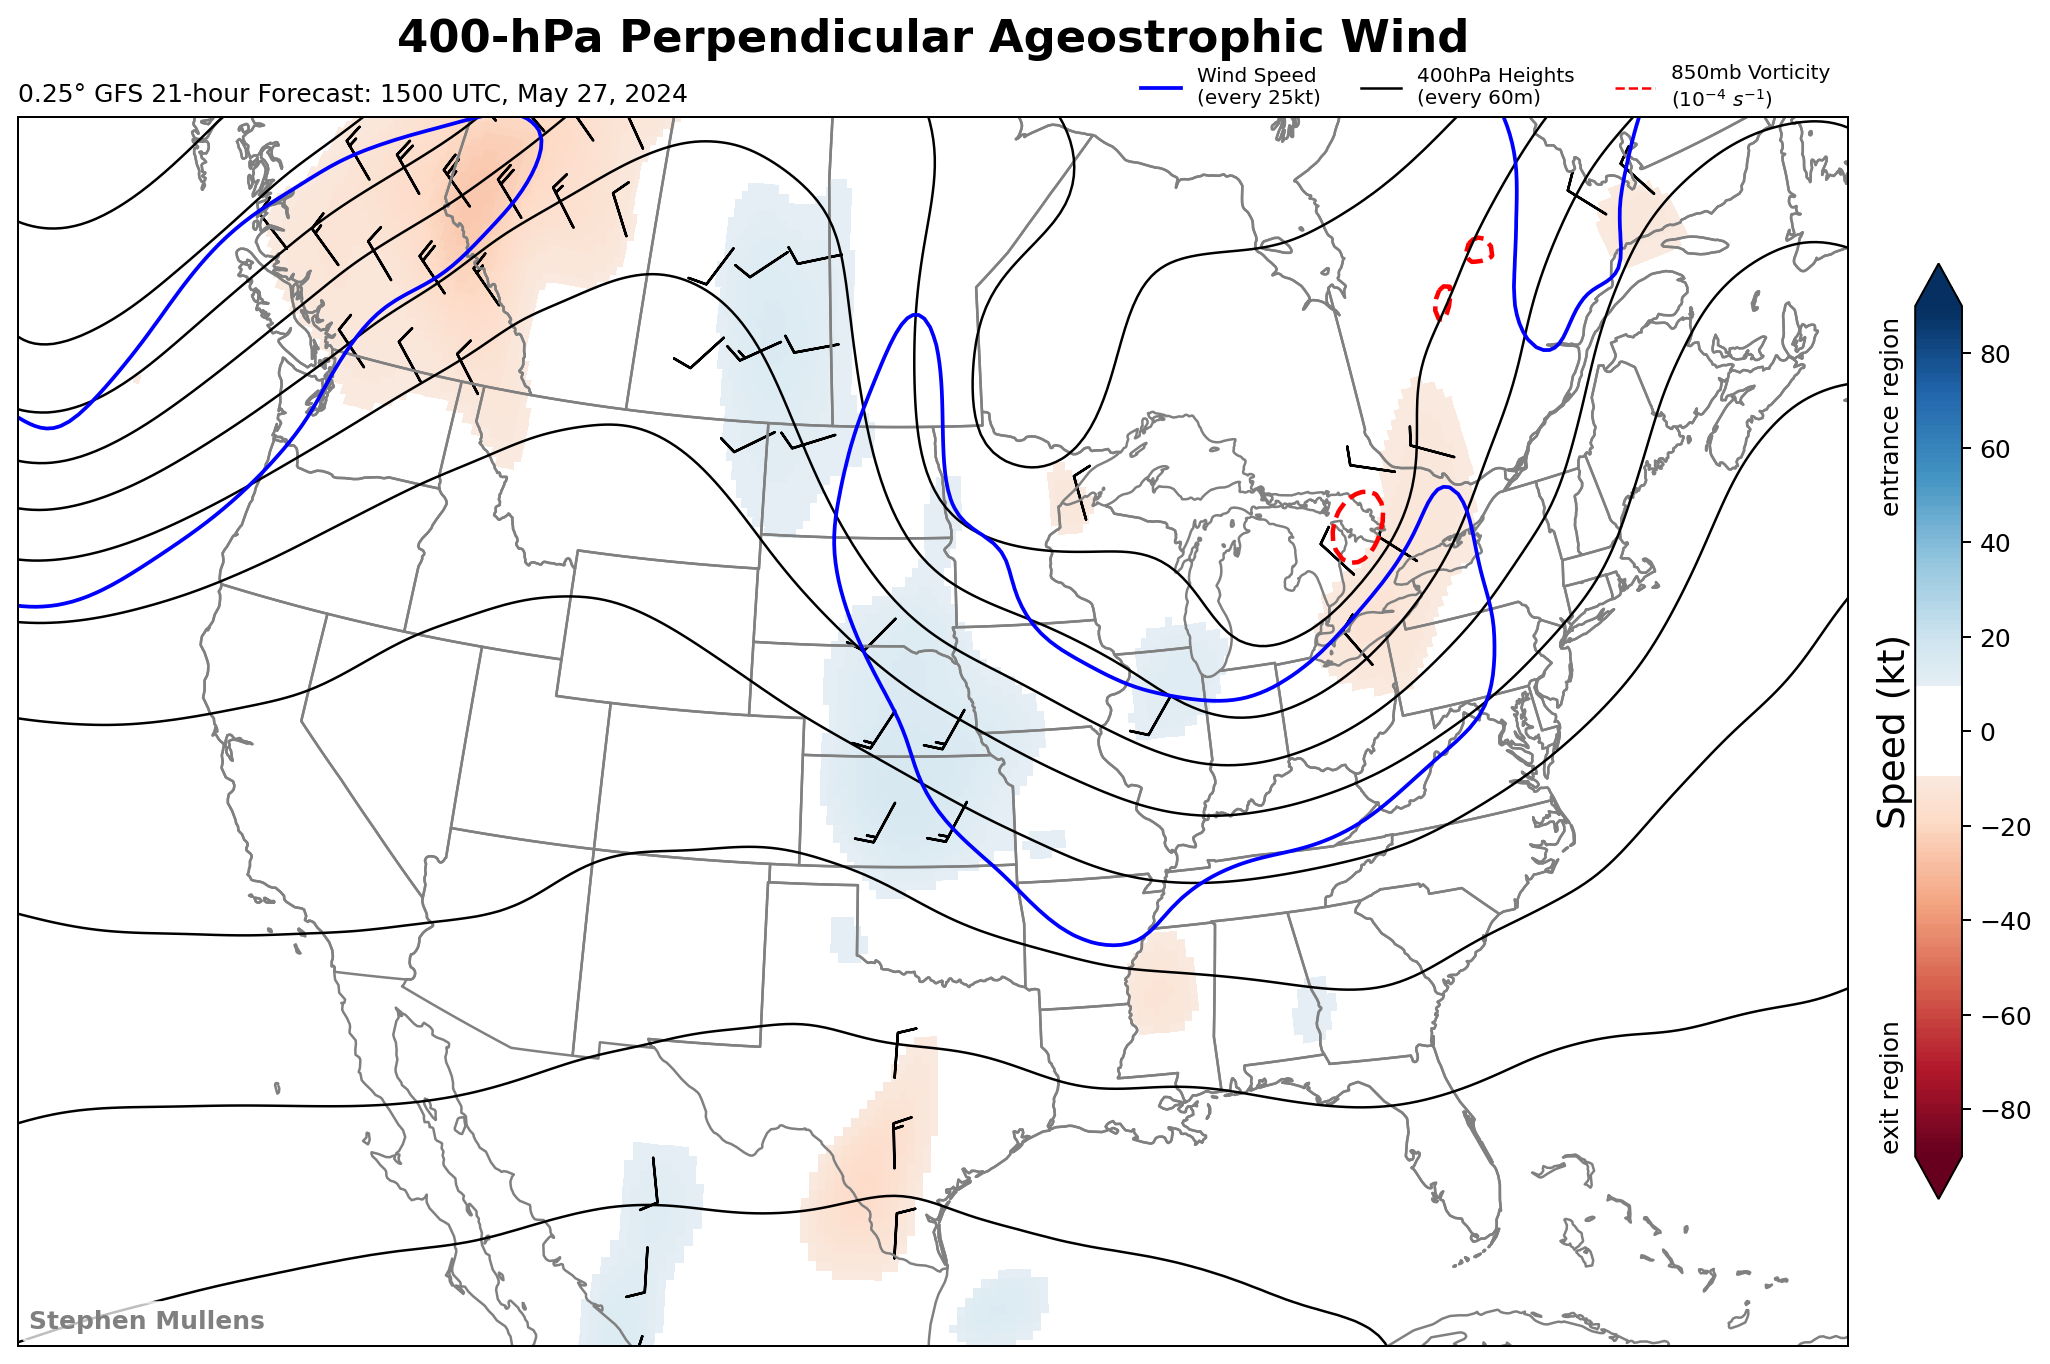 400-hPa Perpendicular Ageostrophic Wind
0.25° GFS 21-hour Forecast: 1500 UTC, May 27, 2024
Wind Speed
(every 25kt)
400hPa Heights
(every 60m)
850mb Vorticity
(10⁻⁴ s⁻¹)
entrance region
Speed (kt)
exit region
80
60
40
20
0
−20
−40
−60
−80
Stephen Mullens